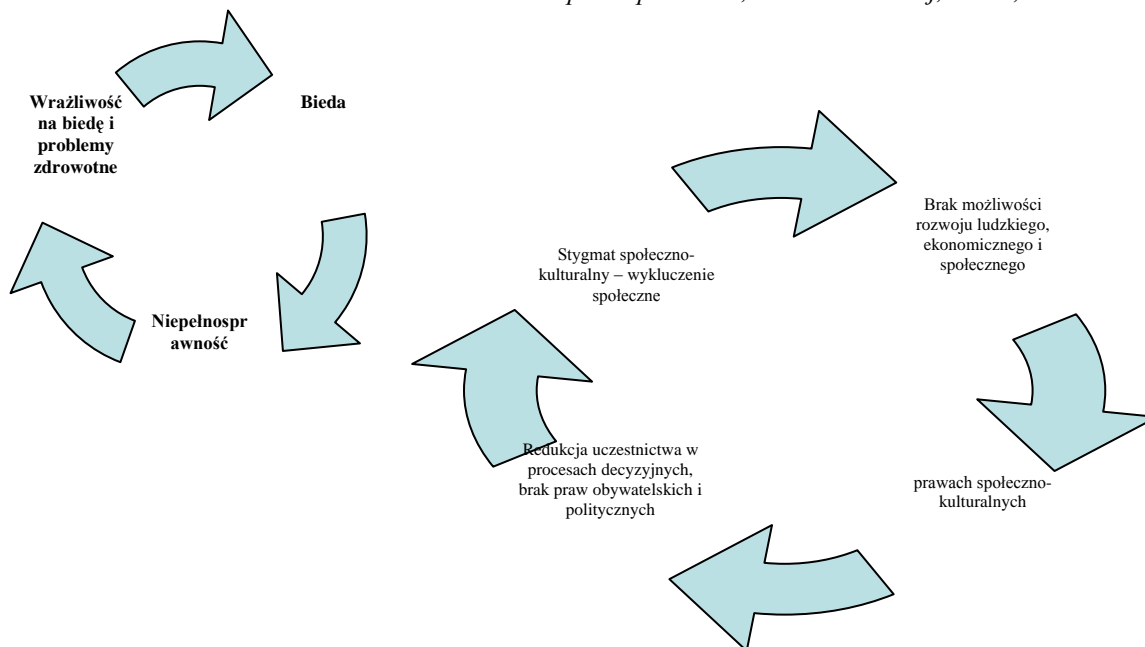 Wrażliwość
na biedę i
problemy
zdrowotne
Bieda
Niepełnospr
awność
Stygmat społeczno-
kulturalny – wykluczenie
społeczne
Brak możliwości
rozwoju ludzkiego,
ekonomicznego i
społecznego
prawach społeczno-
kulturalnych
Redukcja uczestnictwa w
procesach decyzyjnych,
brak praw obywatelskich i
politycznych